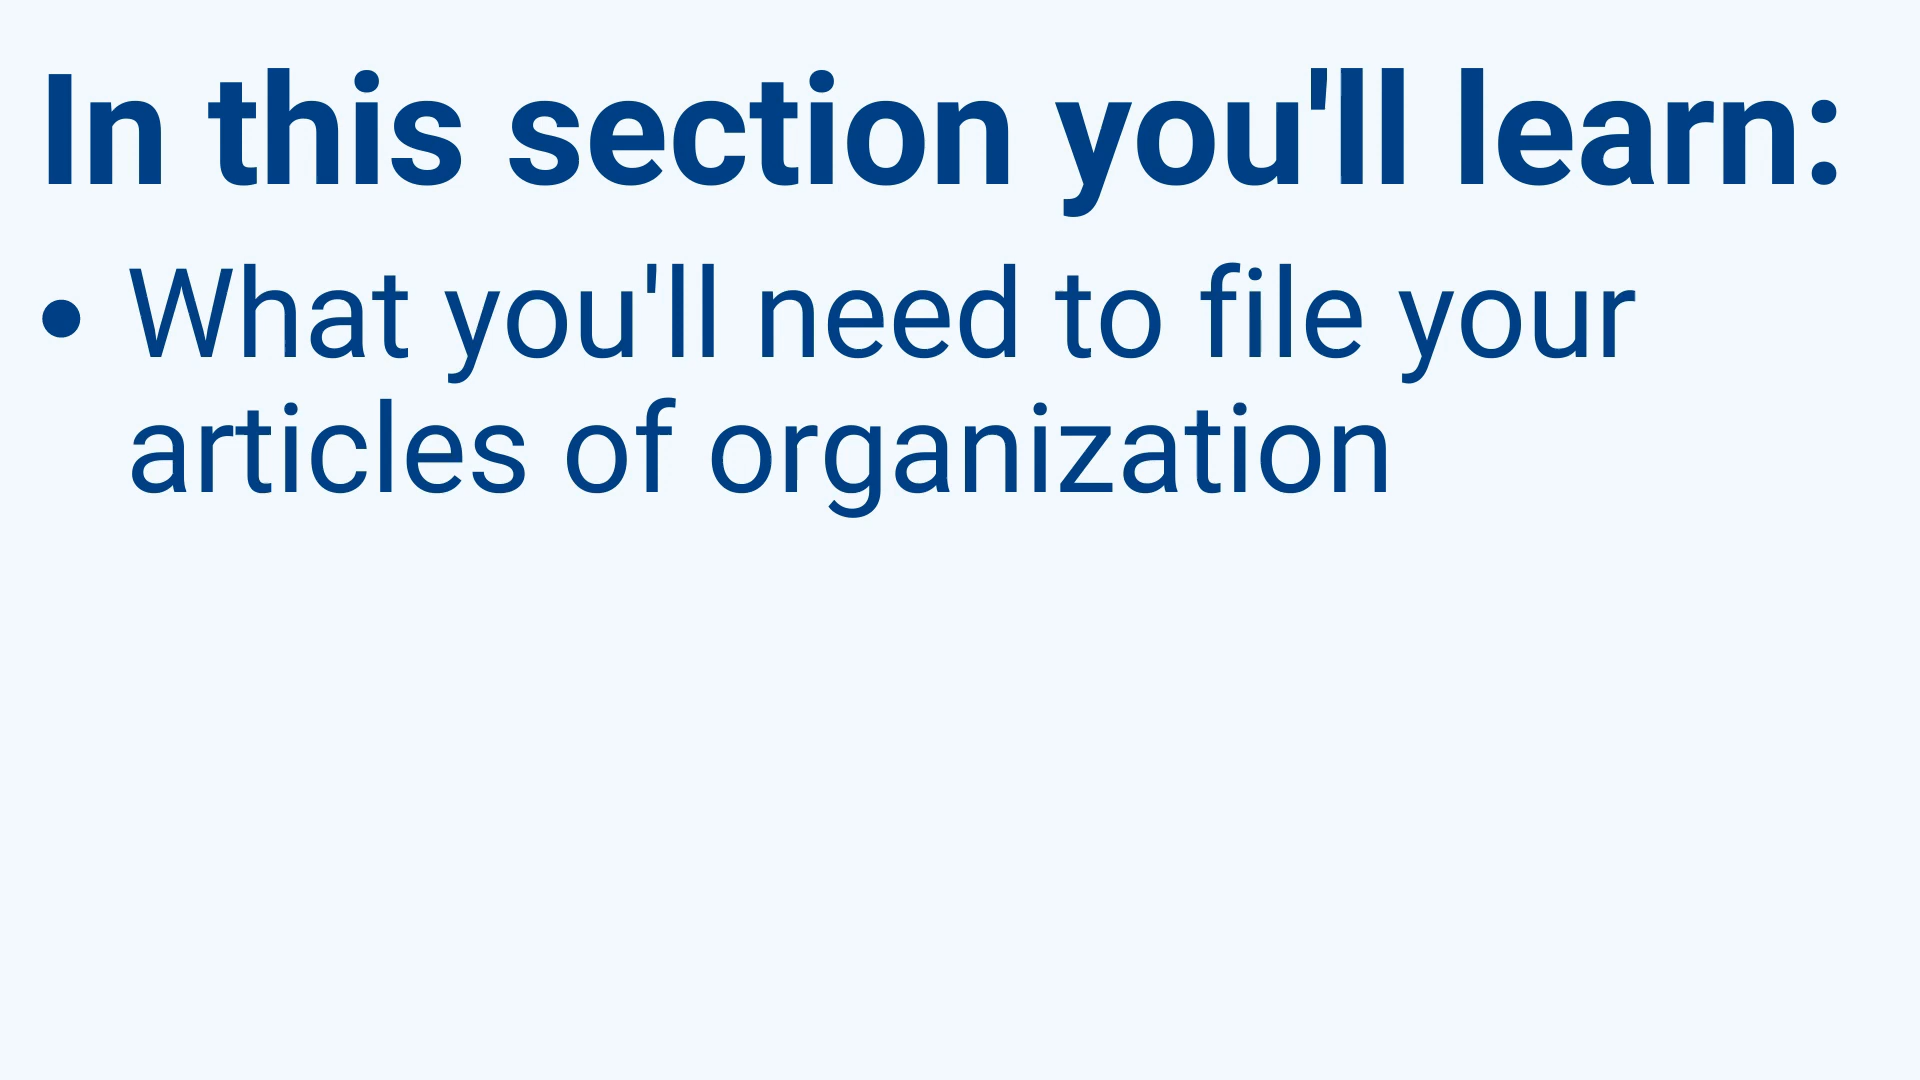 In this section you'll learn:
• What you'll need to file your
articles of organization